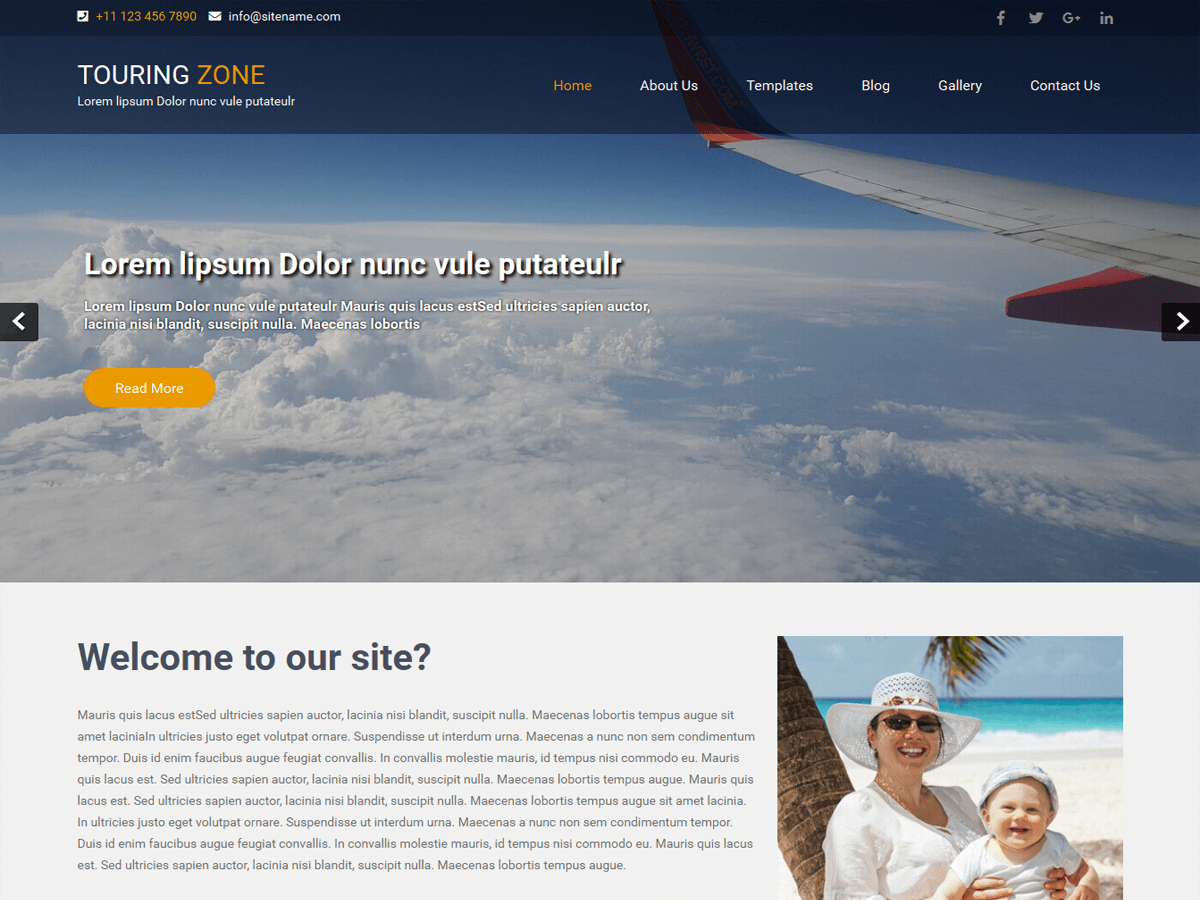 +11 123 456 7890 info@sitename.com
TOURING ZONE
Lorem lipsum Dolor nunc vule putateulr
Home About Us Templates Blog Gallery Contact Us
Lorem lipsum Dolor nunc vule putateulr
Lorem lipsum Dolor nunc vule putateulr Mauris quis lacus estSed ultricies sapien auctor,
lacinia nisi blandit, suscipit nulla. Maecenas lobortis
Read More
Welcome to our site?
Mauris quis lacus estSed ultricies sapien auctor, lacinia nisi blandit, suscipit nulla. Maecenas lobortis tempus augue sit
amet laciniaIn ultricies justo eget volutpat ornare. Suspendisse ut interdum urna. Maecenas a nunc non sem condimentum
tempor. Duis id enim faucibus augue feugiat convallis. In convallis molestie mauris, id tempus nisi commodo eu. Mauris
quis lacus est. Sed ultricies sapien auctor, lacinia nisi blandit, suscipit nulla. Maecenas lobortis tempus augue. Mauris quis
lacus est. Sed ultricies sapien auctor, lacinia nisi blandit, suscipit nulla. Maecenas lobortis tempus augue sit amet lacinia.
In ultricies justo eget volutpat ornare. Suspendisse ut interdum urna. Maecenas a nunc non sem condimentum tempor.
Duis id enim faucibus augue feugiat convallis. In convallis molestie mauris, id tempus nisi commodo eu. Mauris quis lacus
est. Sed ultricies sapien auctor, lacinia nisi blandit, suscipit nulla. Maecenas lobortis tempus augue.